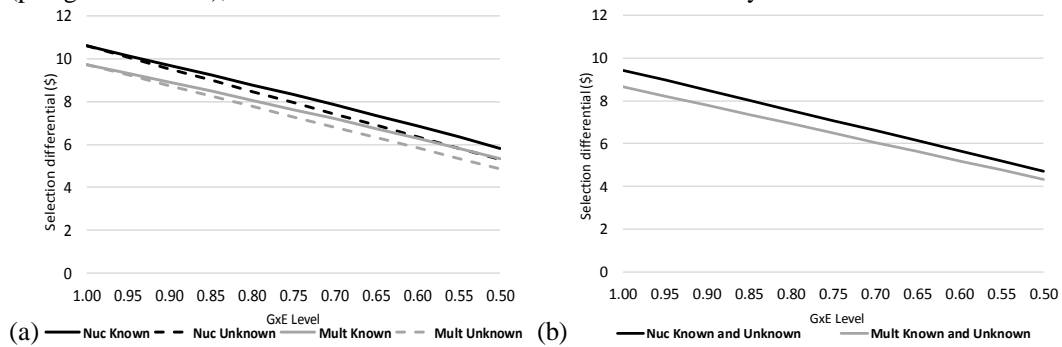 12
10
8
6
4
2
0
Selection differential ($)
1.00 0.95 0.90 0.85 0.80 0.75 0.70 0.65 0.60 0.55 0.50
GxE Level
(a) Nuc Known Nuc Unknown Mult Known Mult Unknown
12
10
8
6
4
2
0
Selection differential ($)
1.00 0.95 0.90 0.85 0.80 0.75 0.70 0.65 0.60 0.55 0.50
GxE Level
(b) Nuc Known and Unknown Mult Known and Unknown